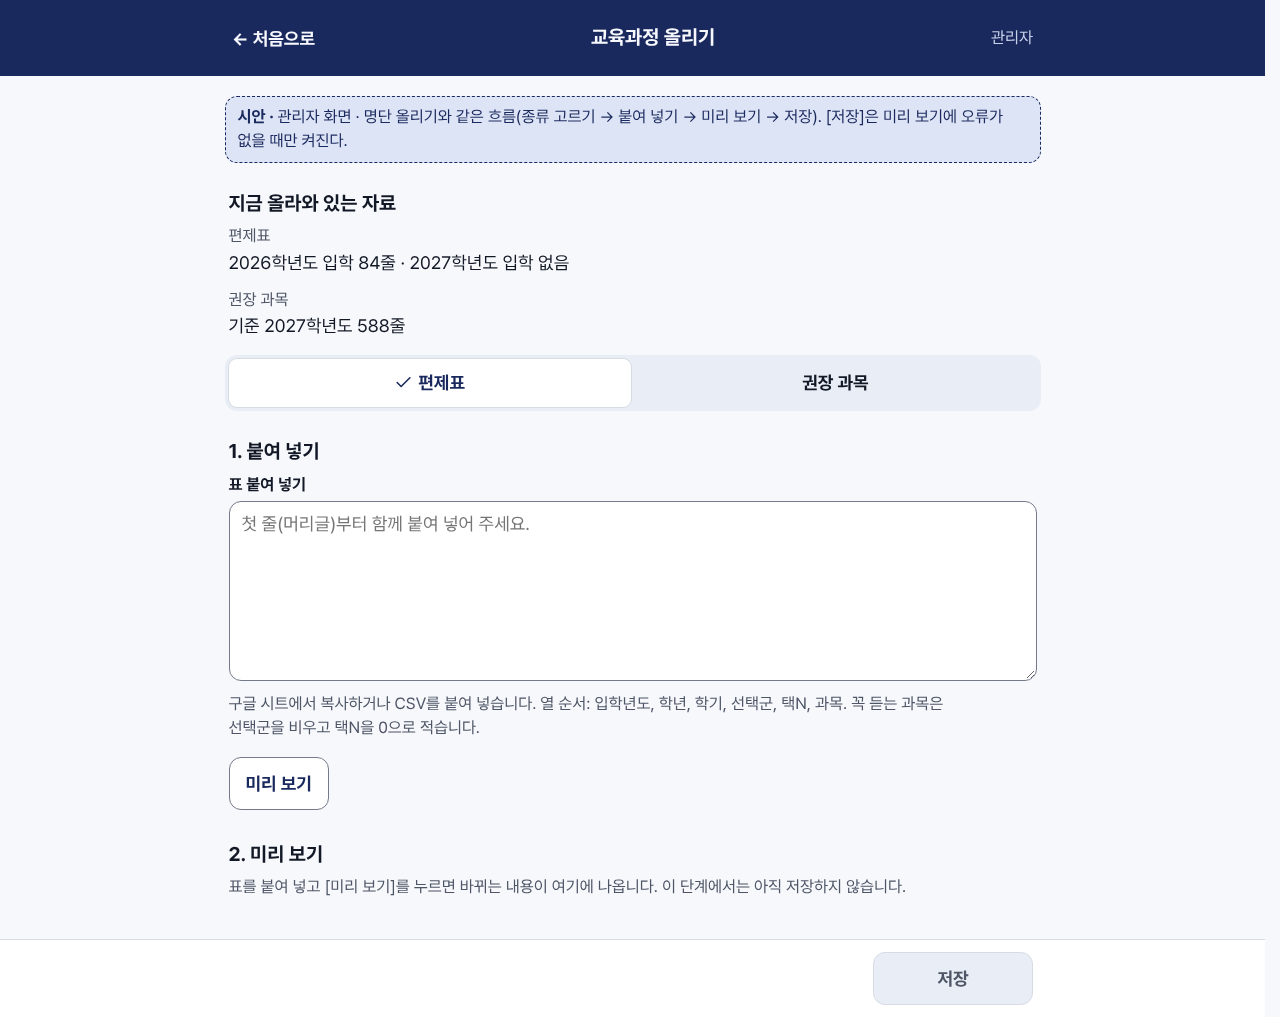 ← 처음으로
교육과정 올리기
관리자
시안 · 관리자 화면 · 명단 올리기와 같은 흐름(종류 고르기 → 붙여 넣기 → 미리 보기 → 저장). [저장]은 미리 보기에 오류가
없을 때만 켜진다.
지금 올라와 있는 자료
편제표
2026학년도 입학 84줄 · 2027학년도 입학 없음
권장 과목
기준 2027학년도 588줄
✓ 편제표
권장 과목
1. 붙여 넣기
표 붙여 넣기
첫 줄(머리글)부터 함께 붙여 넣어 주세요.
구글 시트에서 복사하거나 CSV를 붙여 넣습니다. 열 순서: 입학년도, 학년, 학기, 선택군, 택N, 과목. 꼭 듣는 과목은
선택군을 비우고 택N을 0으로 적습니다.
미리 보기
2. 미리 보기
표를 붙여 넣고 [미리 보기]를 누르면 바뀌는 내용이 여기에 나옵니다. 이 단계에서는 아직 저장하지 않습니다.
저장